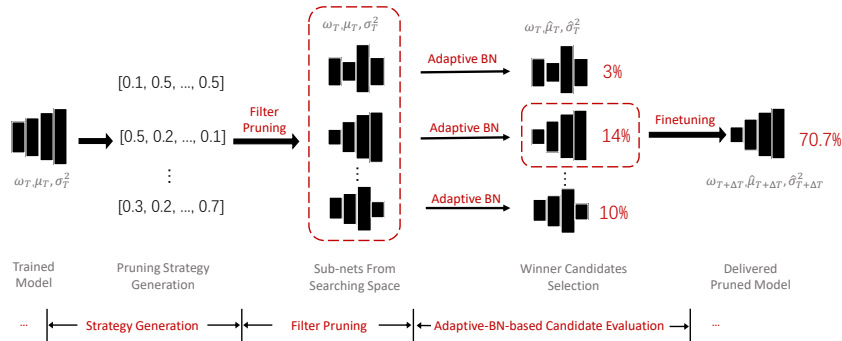 ω_T, μ_T, σ_T^2
ω_T, μ̂_T, σ̂_T^2
[0.1, 0.5, ..., 0.5]
Adaptive BN
Adaptive BN
3%
Filter
Pruning
[0.5, 0.2, ..., 0.1]
Adaptive BN
14%
Finetuning
70.7%
ω_T, μ_T, σ_T^2
⋮
⋮
⋮
ω_{T+ΔT}, μ̂_{T+ΔT}, σ̂_{T+ΔT}^2
[0.3, 0.2, ..., 0.7]
Adaptive BN
10%
Trained
Model
Pruning Strategy
Generation
Sub-nets From
Searching Space
Winner Candidates
Selection
Delivered
Pruned Model
...
Strategy Generation
Filter Pruning
Adaptive-BN-based Candidate Evaluation
...